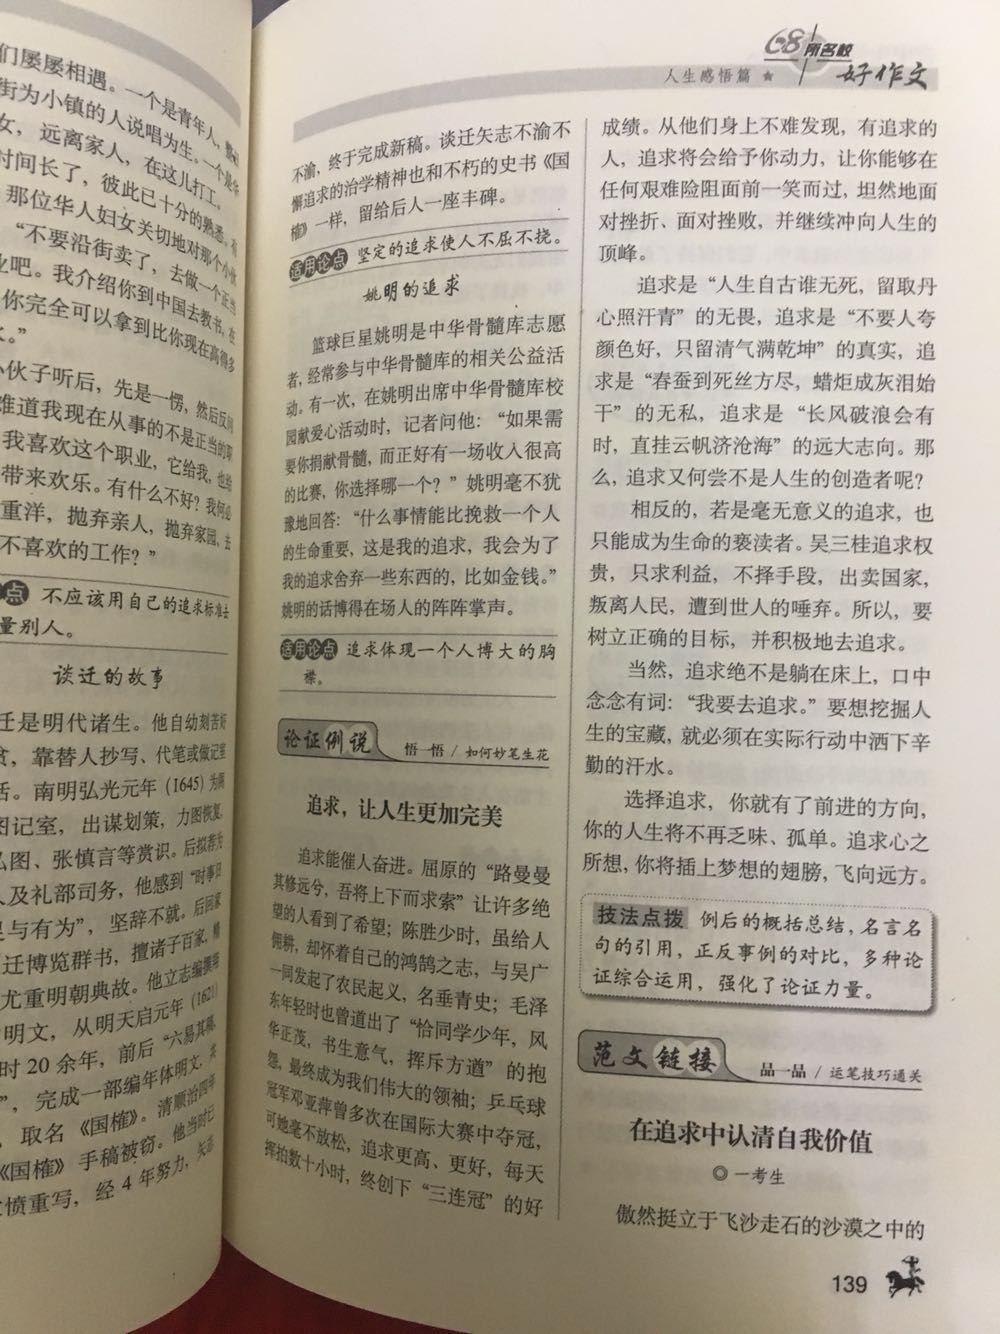 们屡屡相遇。一个是青年人，
街为小镇的人说唱为生。一个是华
女，远离家人，在这儿打工。
时间长了，彼此已十分的熟悉。有
那位华人妇女关切地对那个小伙
“不要沿街卖了，去做一个正当
业吧。我介绍你到中国去教书，在
你完全可以拿到比你现在高得多
水。”
小伙子听后，先是一愣，然后反问
难道我现在从事的不是正当的职
我喜欢这个职业，它给我，也给
带来欢乐。有什么不好？我何必
重洋，抛弃亲人，抛弃家园，去
不喜欢的工作？”
点 不应该用自己的追求标准去
量别人。
谈迁的故事
迁是明代诸生。他自幼刻苦好
贫，靠替人抄写、代笔或做记室
活。南明弘光元年（1645）为阁
图记室，出谋划策，力图恢复，
弘图、张慎言等赏识。后拟荐为
人及礼部司务，他感到“时事日
足与有为”，坚辞不就。后回家
迁博览群书，擅诸子百家，精
尤重明朝典故。他立志编撰翔
明文，从明天启元年（1621）
时20余年，前后“六易其稿，
”，完成一部编年体明文，共
，取名《国榷》。清顺治四年
《国榷》手稿被窃。他当时已
愤重写，经4年努力，矢志
68所名校
人生感悟篇 ★ 好作文
不渝，终于完成新稿。谈迁矢志不渝不
懈追求的治学精神也和不朽的史书《国
榷》一样，留给后人一座丰碑。
适用论点 坚定的追求使人不屈不挠。
姚明的追求
篮球巨星姚明是中华骨髓库志愿
者，经常参与中华骨髓库的相关公益活
动。有一次，在姚明出席中华骨髓库校
园献爱心活动时，记者问他：“如果需
要你捐献骨髓，而正好有一场收入很高
的比赛，你选择哪一个？”姚明毫不犹
豫地回答：“什么事情能比挽救一个人
的生命重要，这是我的追求，我会为了
我的追求舍弃一些东西的，比如金钱。”
姚明的话博得在场人的阵阵掌声。
适用论点 追求体现一个人博大的胸
襟。
论证例说 悟一悟/如何妙笔生花
追求，让人生更加完美
追求能催人奋进。屈原的“路曼曼
其修远兮，吾将上下而求索”让许多绝
望的人看到了希望；陈胜少时，虽给人
佣耕，却怀着自己的鸿鹄之志，与吴广
一同发起了农民起义，名垂青史；毛泽
东年轻时也曾道出了“恰同学少年，风
华正茂，书生意气，挥斥方遒”的抱
怨，最终成为我们伟大的领袖；乒乓球
冠军邓亚萍曾多次在国际大赛中夺冠，
可她毫不放松，追求更高、更好，每天
挥拍数十小时，终创下“三连冠”的好
成绩。从他们身上不难发现，有追求的
人，追求将会给予你动力，让你能够在
任何艰难险阻面前一笑而过，坦然地面
对挫折、面对挫败，并继续冲向人生的
顶峰。
追求是“人生自古谁无死，留取丹
心照汗青”的无畏，追求是“不要人夸
颜色好，只留清气满乾坤”的真实，追
求是“春蚕到死丝方尽，蜡炬成灰泪始
干”的无私，追求是“长风破浪会有
时，直挂云帆济沧海”的远大志向。那
么，追求又何尝不是人生的创造者呢？
相反的，若是毫无意义的追求，也
只能成为生命的亵渎者。吴三桂追求权
贵，只求利益，不择手段，出卖国家，
叛离人民，遭到世人的唾弃。所以，要
树立正确的目标，并积极地去追求。
当然，追求绝不是躺在床上，口中
念念有词：“我要去追求。”要想挖掘人
生的宝藏，就必须在实际行动中洒下辛
勤的汗水。
选择追求，你就有了前进的方向，
你的人生将不再乏味、孤单。追求心之
所想，你将插上梦想的翅膀，飞向远方。
技法点拨 例后的概括总结，名言名
句的引用，正反事例的对比，多种论
证综合运用，强化了论证力量。
范文链接 品一品/运笔技巧通关
在追求中认清自我价值
◎一考生
傲然挺立于飞沙走石的沙漠之中的
139